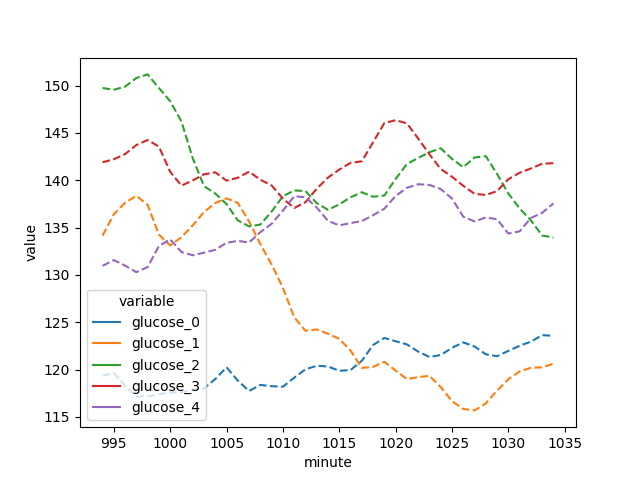 150
145
140
135
130
125
120
115
value
variable
glucose_0
glucose_1
glucose_2
glucose_3
glucose_4
995 1000 1005 1010 1015 1020 1025 1030 1035
minute